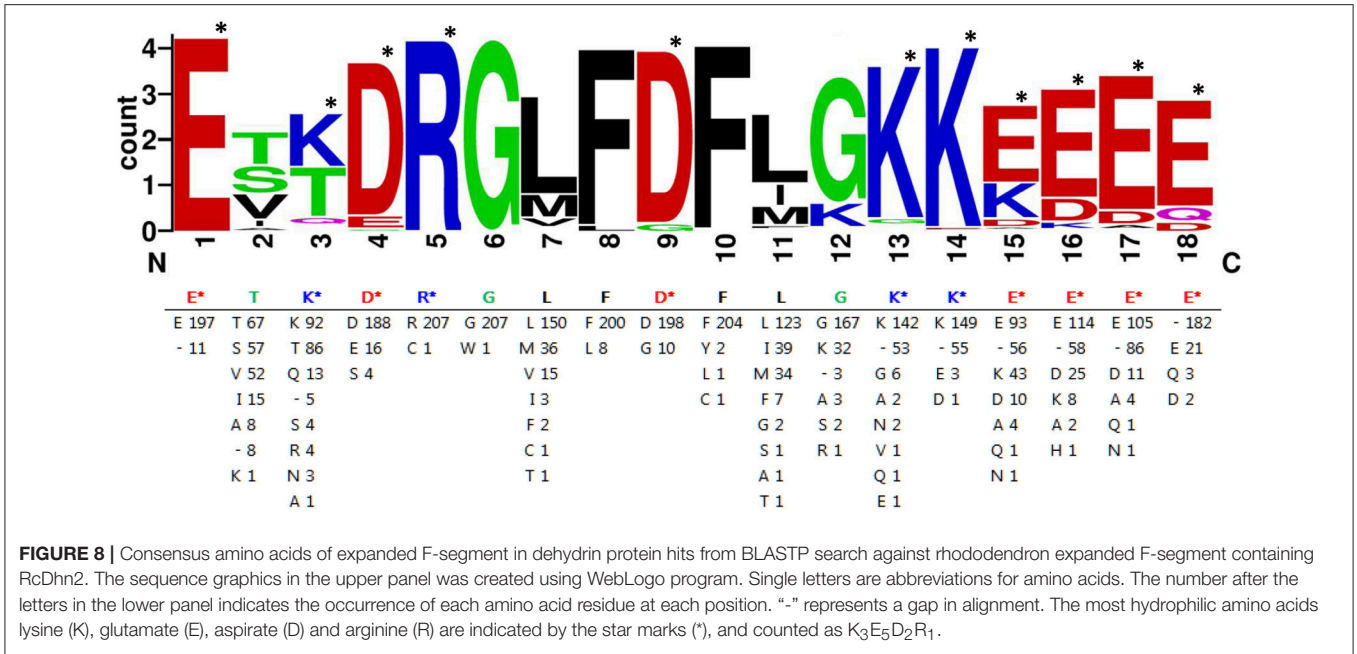 * * * * * * * * * * *
count
4
3
2
1
0
E T K D R G L F D F L G K K E E E E
S T E M I K G K D D Q
V Q V M D K D
I
N 1 2 3 4 5 6 7 8 9 10 11 12 13 14 15 16 17 18 C
E* T K* D* R* G L F D* F L G K* K* E* E* E* E*
E 197 T 67 K 92 D 188 R 207 G 207 L 150 F 200 D 198 F 204 L 123 G 167 K 142 K 149 E 93 E 114 E 105 - 182
- 11 S 57 T 86 E 16 C 1 W 1 M 36 L 8 G 10 Y 2 I 39 K 32 - 53 - 55 - 56 - 58 - 86 E 21
V 52 Q 13 S 4 V 15 L 1 M 34 - 3 G 6 E 3 K 43 D 25 D 11 Q 3
I 15 - 5 I 3 C 1 F 7 A 3 A 2 D 1 D 10 K 8 A 4 D 2
A 8 S 4 F 2 G 2 S 2 N 2 A 4 A 2 Q 1
- 8 R 4 C 1 S 1 R 1 V 1 Q 1 H 1 N 1
K 1 N 3 T 1 A 1 Q 1 N 1
A 1 T 1 E 1
FIGURE 8 | Consensus amino acids of expanded F-segment in dehydrin protein hits from BLASTP search against rhododendron expanded F-segment containing
RcDhn2. The sequence graphics in the upper panel was created using WebLogo program. Single letters are abbreviations for amino acids. The number after the
letters in the lower panel indicates the occurrence of each amino acid residue at each position. “-” represents a gap in alignment. The most hydrophilic amino acids
lysine (K), glutamate (E), aspirate (D) and arginine (R) are indicated by the star marks (*), and counted as K₃E₅D₂R₁.